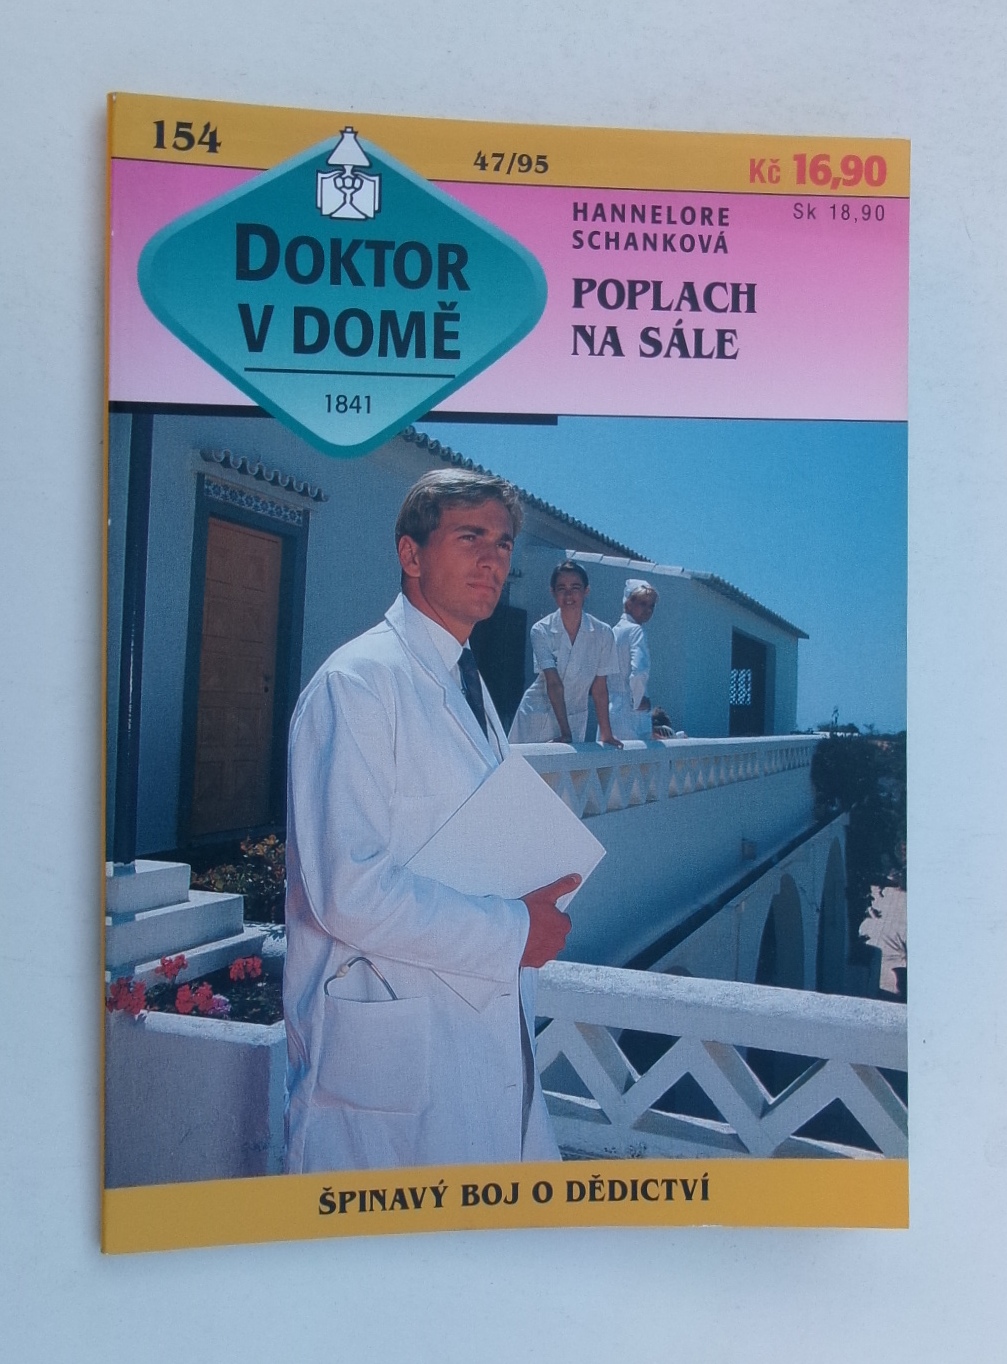 154
47/95
Kč 16,90
Sk 18,90
DOKTOR
V DOMĚ
1841
HANNELORE
SCHANKOVÁ
POPLACH
NA SÁLE
ŠPINAVÝ BOJ O DĚDICTVÍ